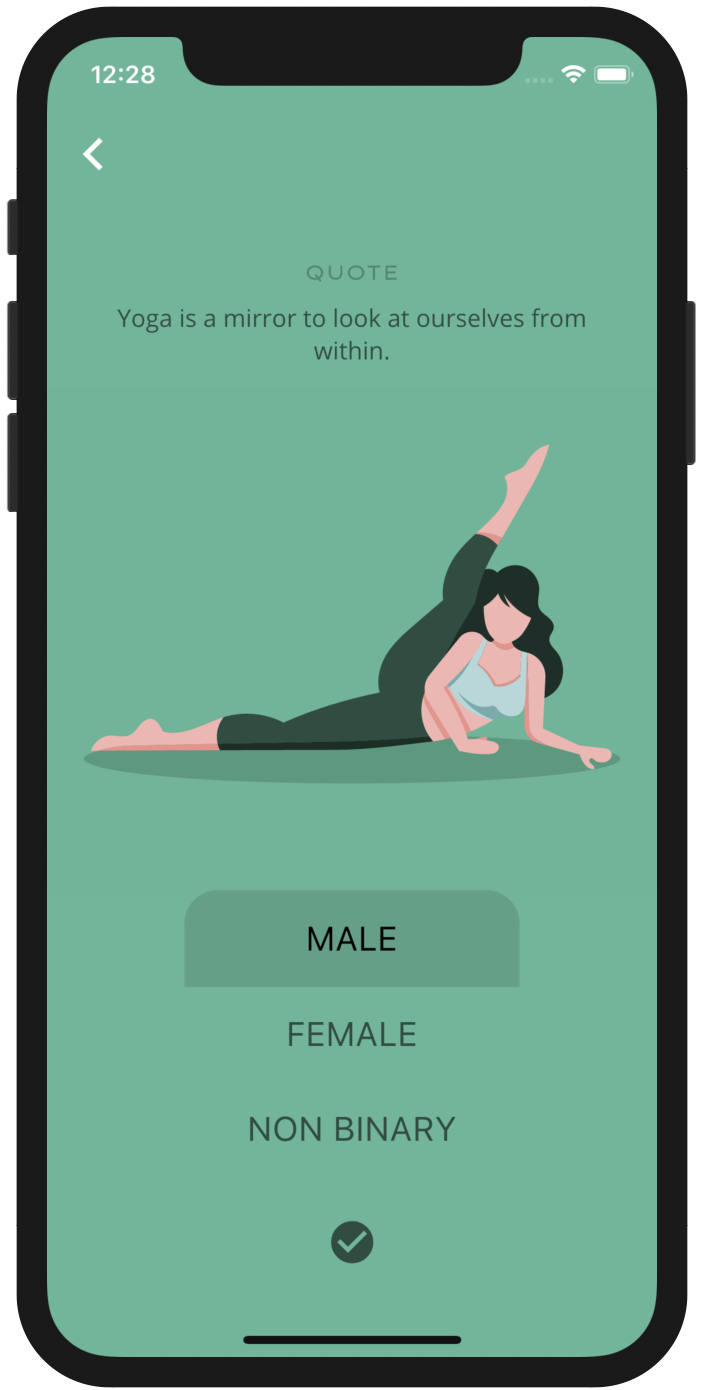 12:28
QUOTE
Yoga is a mirror to look at ourselves from
within.
MALE
FEMALE
NON BINARY